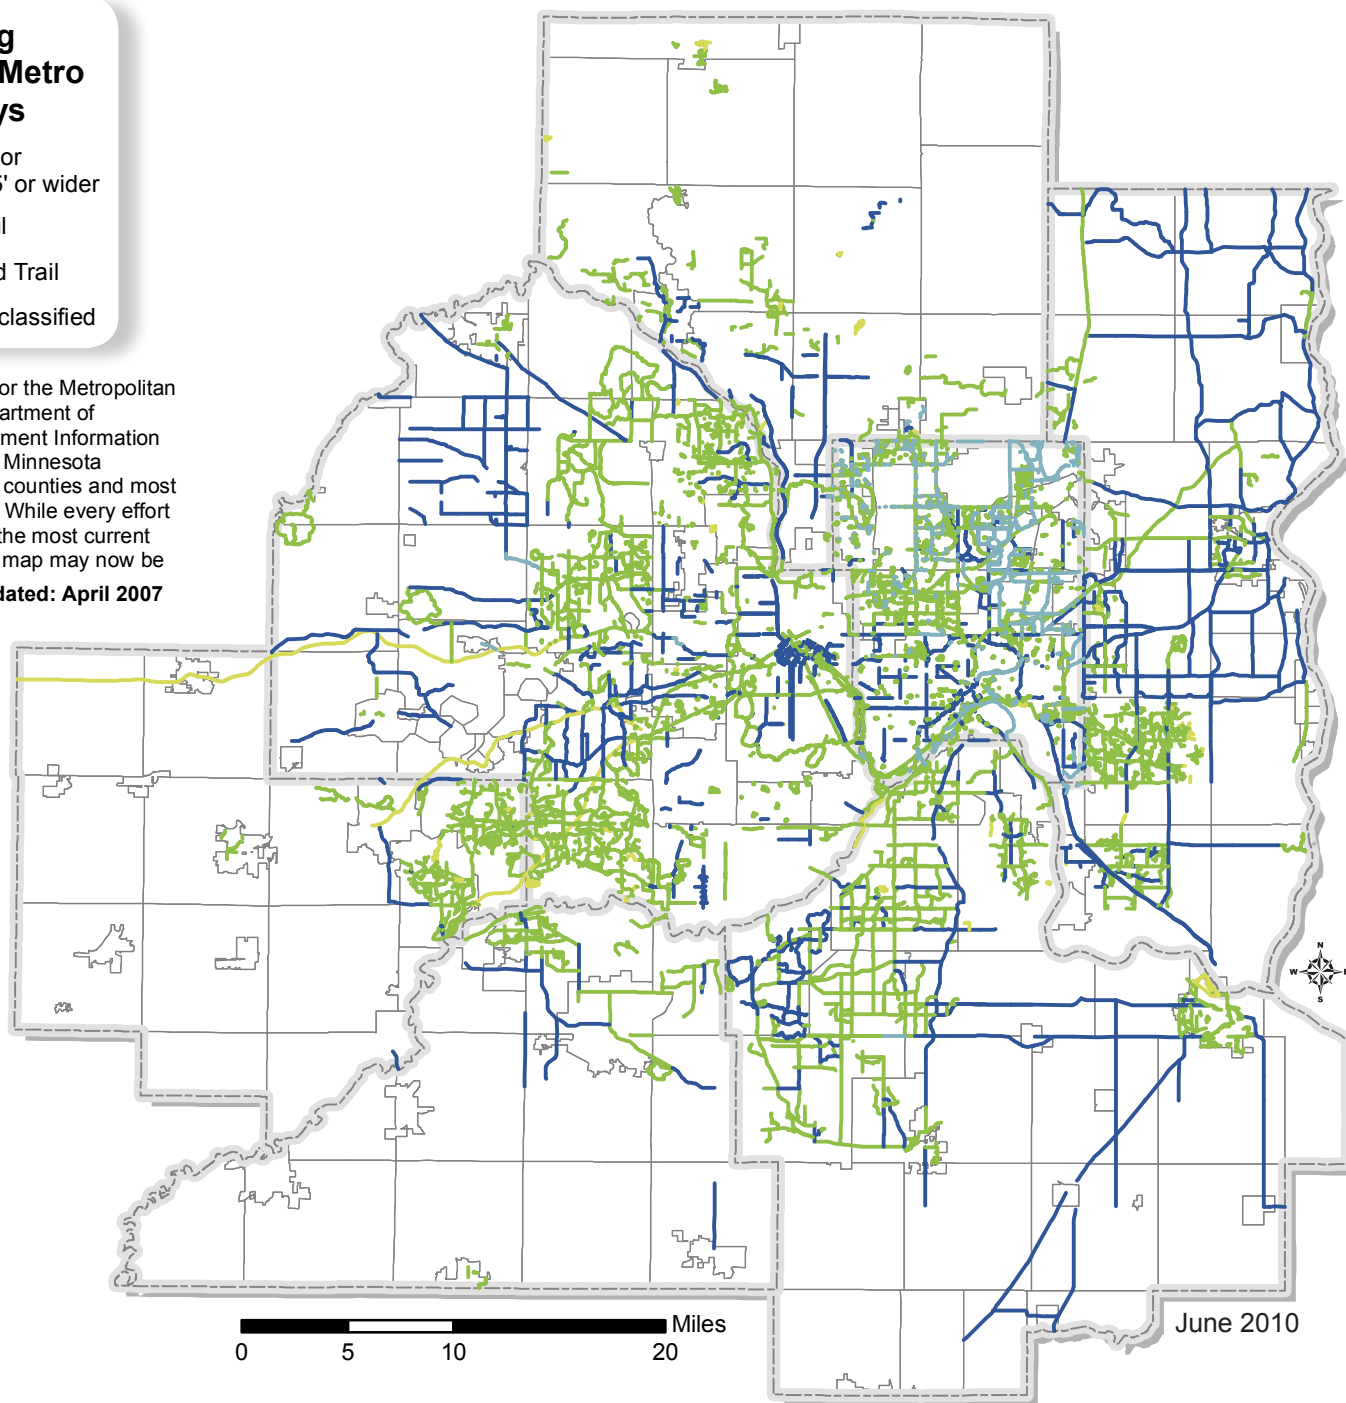 g
Metro
ys
or
5' or wider
il
d Trail
classified
or the Metropolitan
artment of
ment Information
Minnesota
counties and most
While every effort
the most current
map may now be
dated: April 2007
N
W
S
Miles
0 5 10 20
June 2010